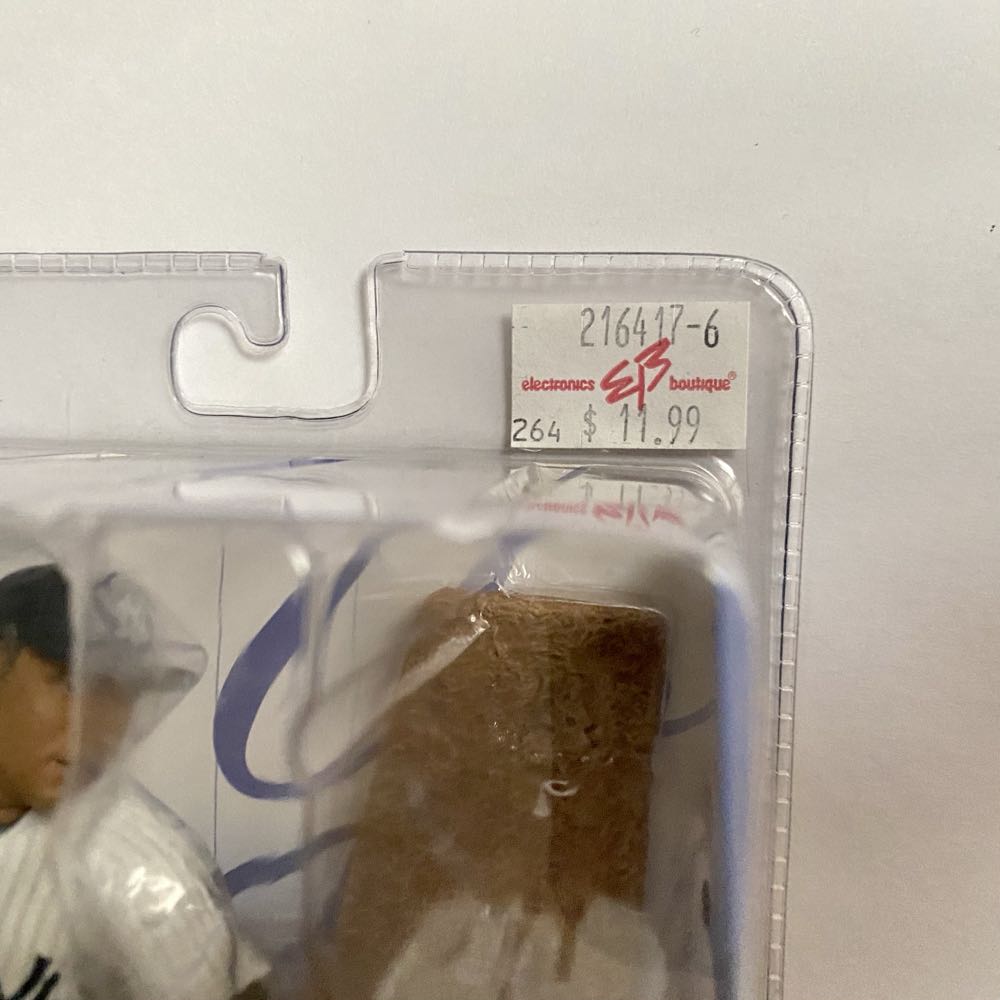 216417-6
electronics EB boutique®
264 $ 11.99